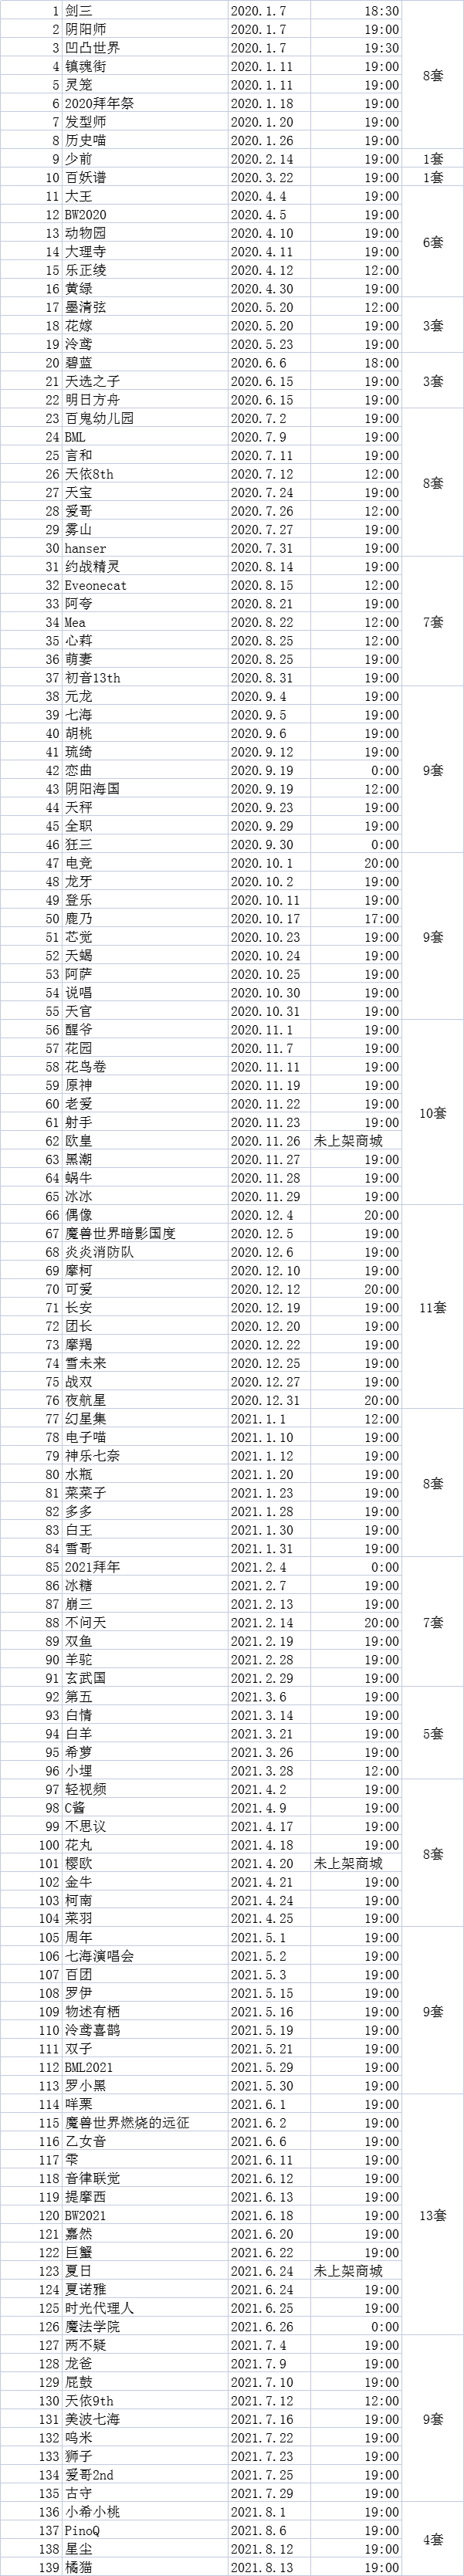 1 剑三 2020.1.7 18:30 8套
2 阴阳师 2020.1.7 19:00
3 凹凸世界 2020.1.7 19:30
4 镇魂街 2020.1.11 19:00
5 灵笼 2020.1.11 19:00
6 2020拜年祭 2020.1.18 19:00
7 发型师 2020.1.20 19:00
8 历史喵 2020.1.26 19:00
9 少前 2020.2.14 19:00 1套
10 百妖谱 2020.3.22 19:00 1套
11 大王 2020.4.4 19:00 6套
12 BW2020 2020.4.5 19:00
13 动物园 2020.4.10 19:00
14 大理寺 2020.4.11 19:00
15 乐正绫 2020.4.12 12:00
16 黄绿 2020.4.30 19:00
17 墨清弦 2020.5.20 12:00 3套
18 花嫁 2020.5.20 19:00
19 泠鸢 2020.5.23 19:00
20 碧蓝 2020.6.6 18:00 3套
21 天选之子 2020.6.15 19:00
22 明日方舟 2020.6.15 19:00
23 百鬼幼儿园 2020.7.2 19:00 8套
24 BML 2020.7.9 19:00
25 言和 2020.7.11 19:00
26 天依8th 2020.7.12 12:00
27 天宝 2020.7.24 19:00
28 爱哥 2020.7.26 12:00
29 雾山 2020.7.27 19:00
30 hanser 2020.7.31 19:00
31 约战精灵 2020.8.14 19:00 7套
32 Eveonecat 2020.8.15 12:00
33 阿夸 2020.8.21 19:00
34 Mea 2020.8.22 12:00
35 心萪 2020.8.25 12:00
36 萌妻 2020.8.25 19:00
37 初音13th 2020.8.31 19:00
38 元龙 2020.9.4 19:00 9套
39 七海 2020.9.5 19:00
40 胡桃 2020.9.6 19:00
41 琉绮 2020.9.12 19:00
42 恋曲 2020.9.19 0:00
43 阴阳海国 2020.9.19 12:00
44 天秤 2020.9.23 19:00
45 全职 2020.9.29 19:00
46 狂三 2020.9.30 0:00
47 电竞 2020.10.1 20:00 9套
48 龙牙 2020.10.2 19:00
49 登乐 2020.10.11 19:00
50 鹿乃 2020.10.17 17:00
51 芯觉 2020.10.23 19:00
52 天蝎 2020.10.24 19:00
53 阿萨 2020.10.25 19:00
54 说唱 2020.10.30 19:00
55 天官 2020.10.31 19:00
56 醒爷 2020.11.1 19:00 10套
57 花园 2020.11.7 19:00
58 花鸟卷 2020.11.11 19:00
59 原神 2020.11.19 19:00
60 老爱 2020.11.22 19:00
61 射手 2020.11.23 19:00
62 欧皇 2020.11.26 未上架商城
63 黑潮 2020.11.27 19:00
64 蜗牛 2020.11.28 19:00
65 冰冰 2020.11.29 19:00
66 偶像 2020.12.4 20:00 11套
67 魔兽世界暗影国度 2020.12.5 19:00
68 炎炎消防队 2020.12.6 19:00
69 摩柯 2020.12.10 19:00
70 可爱 2020.12.12 20:00
71 长安 2020.12.19 19:00
72 团长 2020.12.20 19:00
73 摩羯 2020.12.22 19:00
74 雪未来 2020.12.25 19:00
75 战双 2020.12.27 19:00
76 夜航星 2020.12.31 20:00
77 幻星集 2021.1.1 12:00 8套
78 电子喵 2021.1.10 19:00
79 神乐七奈 2021.1.12 19:00
80 水瓶 2021.1.20 19:00
81 菜菜子 2021.1.23 19:00
82 多多 2021.1.28 19:00
83 白王 2021.1.30 19:00
84 雪哥 2021.1.31 19:00
85 2021拜年 2021.2.4 0:00 7套
86 冰糖 2021.2.7 19:00
87 崩三 2021.2.13 19:00
88 不问天 2021.2.14 20:00
89 双鱼 2021.2.19 19:00
90 羊驼 2021.2.28 19:00
91 玄武国 2021.2.29 19:00
92 第五 2021.3.6 19:00 5套
93 白情 2021.3.14 19:00
94 白羊 2021.3.21 19:00
95 希萝 2021.3.26 19:00
96 小埋 2021.3.28 12:00
97 轻视频 2021.4.2 19:00 8套
98 C酱 2021.4.9 19:00
99 不思议 2021.4.17 19:00
100 花丸 2021.4.18 19:00
101 樱欧 2021.4.20 未上架商城
102 金牛 2021.4.21 19:00
103 柯南 2021.4.24 19:00
104 菜羽 2021.4.25 19:00
105 周年 2021.5.1 19:00 9套
106 七海演唱会 2021.5.2 19:00
107 百团 2021.5.3 19:00
108 罗伊 2021.5.15 19:00
109 物述有栖 2021.5.16 19:00
110 泠鸢喜鹊 2021.5.19 19:00
111 双子 2021.5.21 19:00
112 BML2021 2021.5.29 19:00
113 罗小黑 2021.5.30 19:00
114 咩栗 2021.6.1 19:00 13套
115 魔兽世界燃烧的远征 2021.6.2 19:00
116 乙女音 2021.6.6 19:00
117 雫 2021.6.11 19:00
118 音律联觉 2021.6.12 19:00
119 提摩西 2021.6.13 19:00
120 BW2021 2021.6.18 19:00
121 嘉然 2021.6.20 19:00
122 巨蟹 2021.6.22 19:00
123 夏日 2021.6.24 未上架商城
124 夏诺雅 2021.6.24 19:00
125 时光代理人 2021.6.25 19:00
126 魔法学院 2021.6.26 0:00
127 两不疑 2021.7.4 19:00 9套
128 龙爸 2021.7.9 19:00
129 屁鼓 2021.7.10 19:00
130 天依9th 2021.7.12 12:00
131 美波七海 2021.7.16 19:00
132 呜米 2021.7.22 19:00
133 狮子 2021.7.23 19:00
134 爱哥2nd 2021.7.25 19:00
135 古守 2021.7.29 19:00
136 小希小桃 2021.8.1 19:00 4套
137 PinoQ 2021.8.6 19:00
138 星尘 2021.8.12 19:00
139 橘猫 2021.8.13 19:00